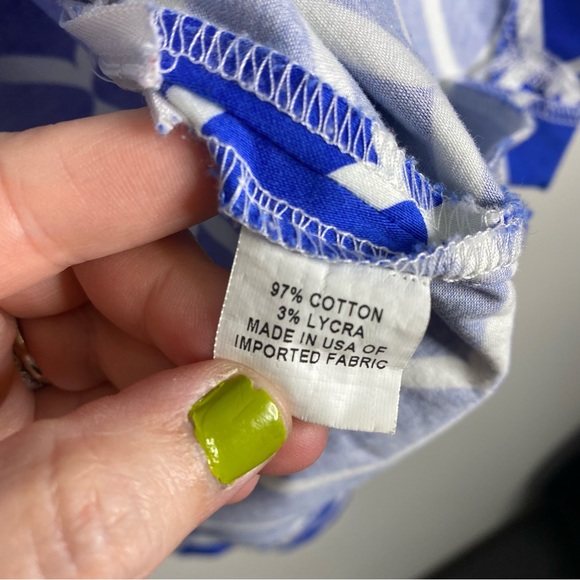 97% COTTON
3% LYCRA
MADE IN USA OF
IMPORTED FABRIC